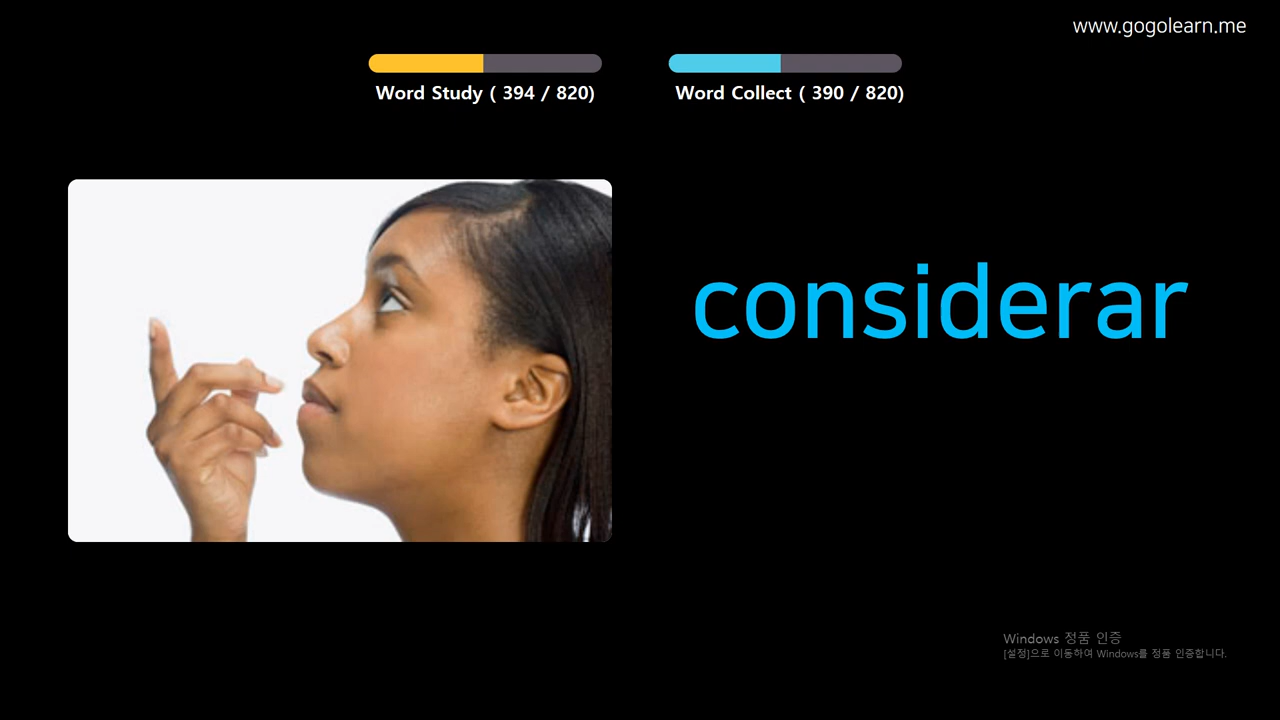 www.gogolearn.me
Word Study ( 394 / 820)
Word Collect ( 390 / 820)
considerar
Windows 정품 인증
[설정]으로 이동하여 Windows를 정품 인증합니다.